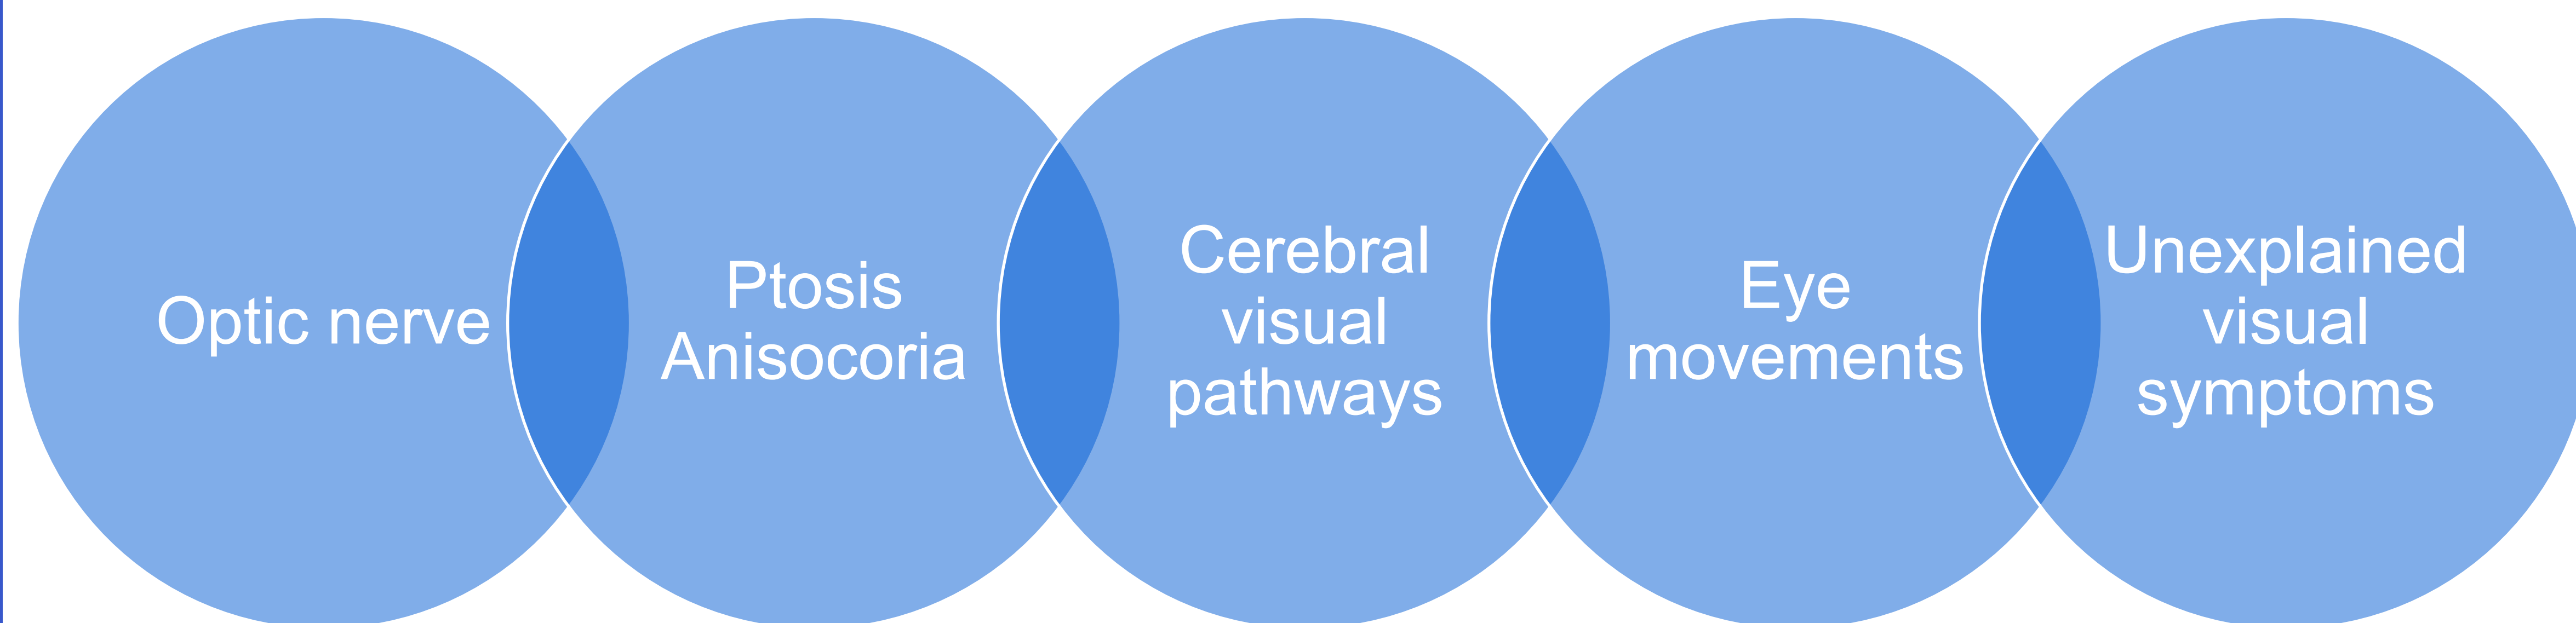 Optic nerve
Ptosis
Anisocoria
Cerebral
visual
pathways
Eye
movements
Unexplained
visual
symptoms